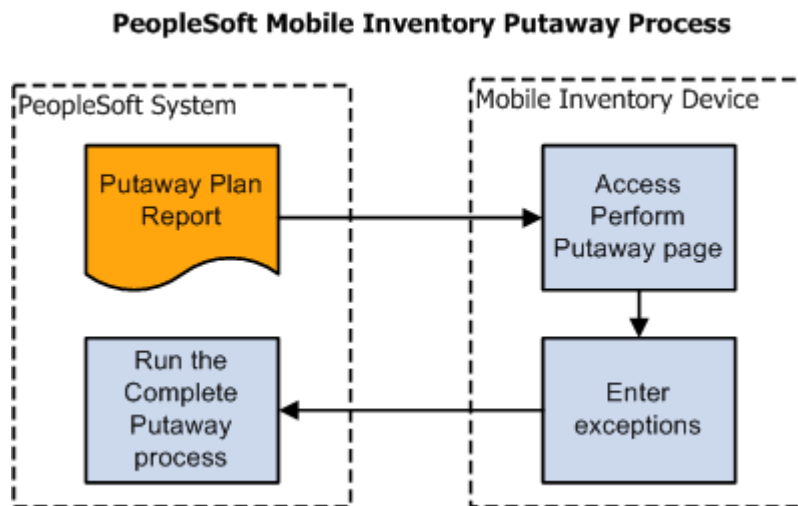 PeopleSoft Mobile Inventory Putaway Process
PeopleSoft System
Mobile Inventory Device
Putaway Plan
Report
Access
Perform
Putaway page
Run the
Complete
Putaway
process
Enter
exceptions